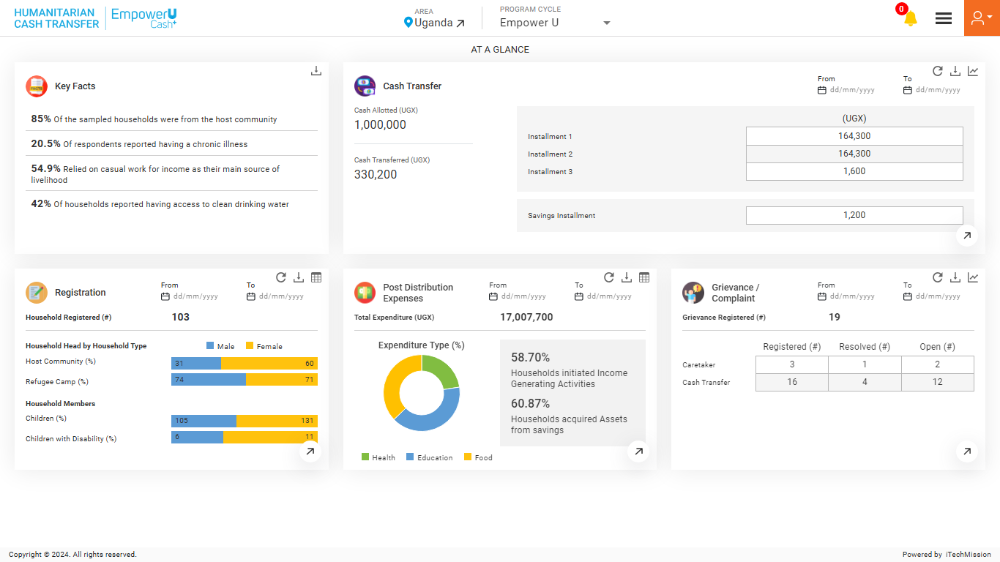 HUMANITARIAN
CASH TRANSFER
EmpowerU
Cash+
AREA
Uganda
PROGRAM CYCLE
Empower U
0
AT A GLANCE
FACTS
Key Facts
85% Of the sampled households were from the host community
20.5% Of respondents reported having a chronic illness
54.9% Relied on casual work for income as their main source of
livelihood
42% Of households reported having access to clean drinking water
Cash Transfer
From
dd/mm/yyyy
To
dd/mm/yyyy
Cash Allotted (UGX)
1,000,000
Cash Transferred (UGX)
330,200
(UGX)
Installment 1 164,300
Installment 2 164,300
Installment 3 1,600
Savings Installment 1,200
Registration
From
dd/mm/yyyy
To
dd/mm/yyyy
Household Registered (#) 103
Household Head by Household Type Male Female
Host Community (%) 31 60
Refugee Camp (%) 74 71
Household Members
Children (%) 105 131
Children with Disability (%) 6 11
Post Distribution
Expenses
From
dd/mm/yyyy
To
dd/mm/yyyy
Total Expenditure (UGX) 17,007,700
Expenditure Type (%)
Health Education Food
58.70%
Households initiated Income
Generating Activities
60.87%
Households acquired Assets
from savings
Grievance /
Complaint
From
dd/mm/yyyy
To
dd/mm/yyyy
Grievance Registered (#) 19
Registered (#) Resolved (#) Open (#)
Caretaker 3 1 2
Cash Transfer 16 4 12
Copyright © 2024. All rights reserved.
Powered by iTechMission